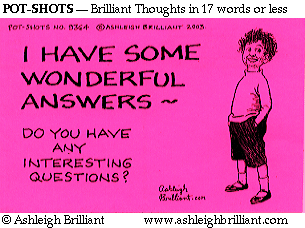 POT-SHOTS — Brilliant Thoughts in 17 words or less
POT-SHOTS NO. 8364 ©ASHLEIGH BRILLIANT 2003
I HAVE SOME
WONDERFUL
ANSWERS ~
DO YOU HAVE
ANY
INTERESTING
QUESTIONS?
Ashleigh
Brilliant.com
© Ashleigh Brilliant www.ashleighbrilliant.com